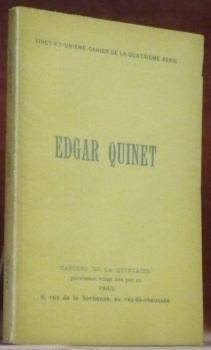 VINGT-ET-UNIÈME CAHIER DE LA QUATRIÈME SÉRIE
EDGAR QUINET
CAHIERS DE LA QUINZAINE
paraissant vingt fois par an
PARIS
8, rue de la Sorbonne, au rez-de-chaussée